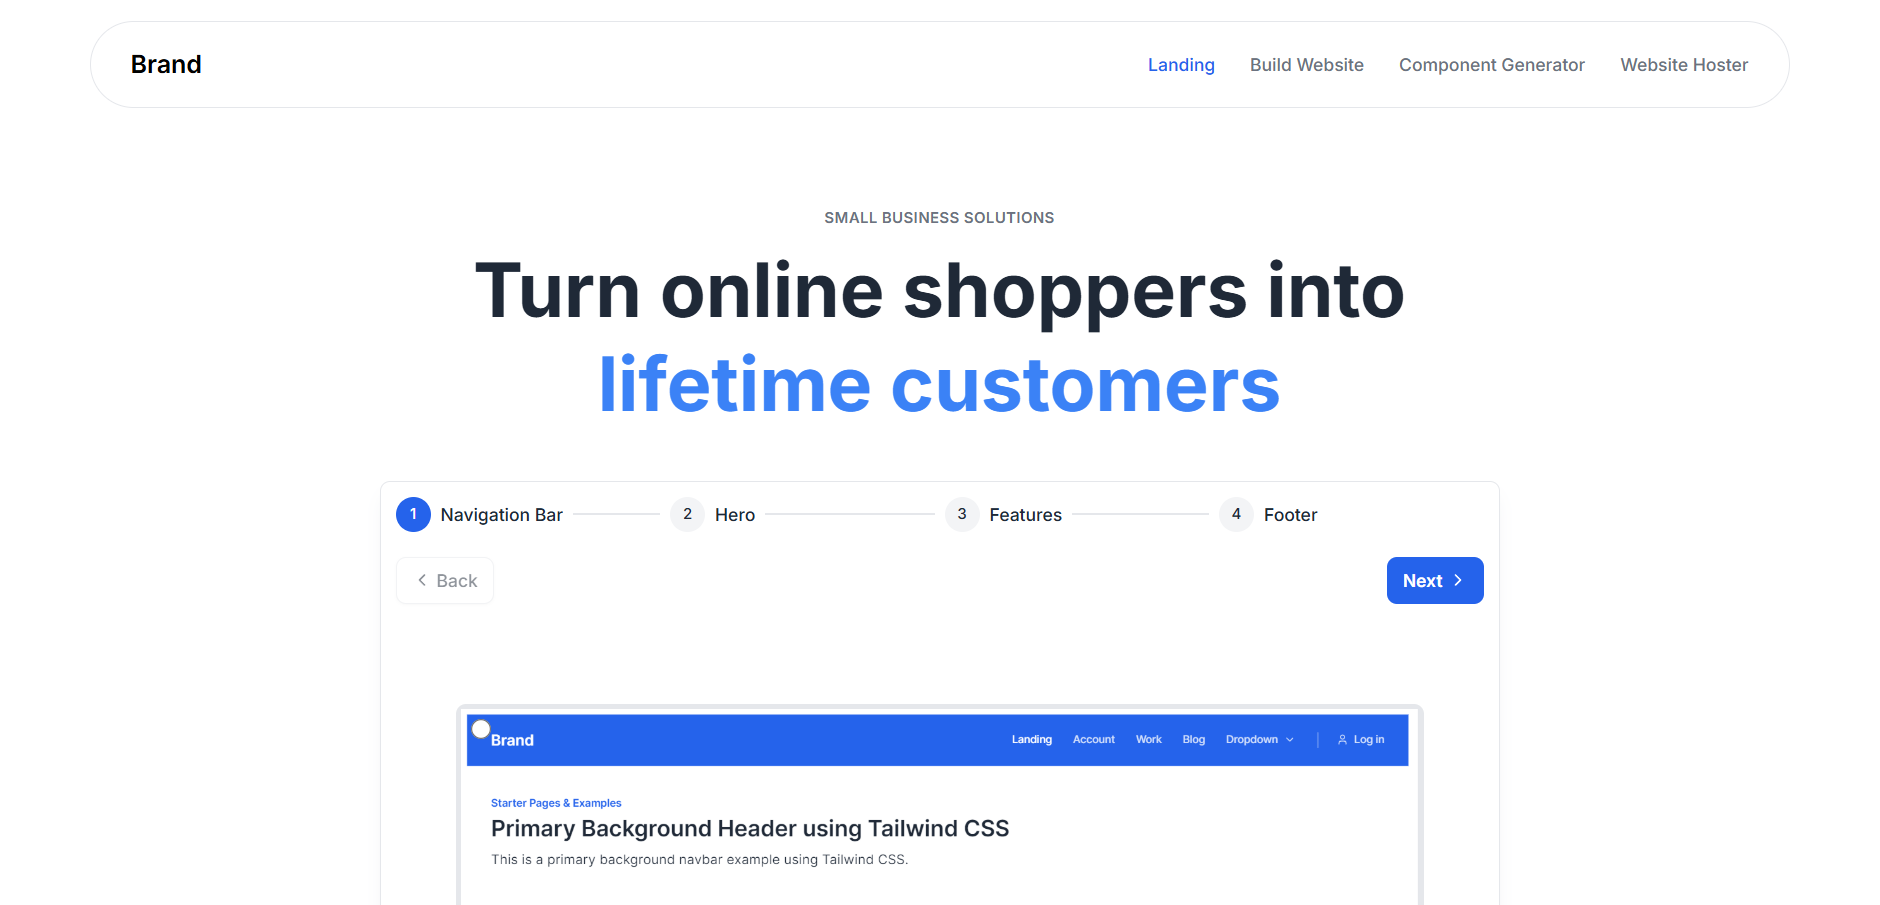 Brand
Landing Build Website Component Generator Website Hoster
SMALL BUSINESS SOLUTIONS
Turn online shoppers into
lifetime customers
1 Navigation Bar 2 Hero 3 Features 4 Footer
Back Next
Brand Landing Account Work Blog Dropdown Log in
Starter Pages & Examples
Primary Background Header using Tailwind CSS
This is a primary background navbar example using Tailwind CSS.